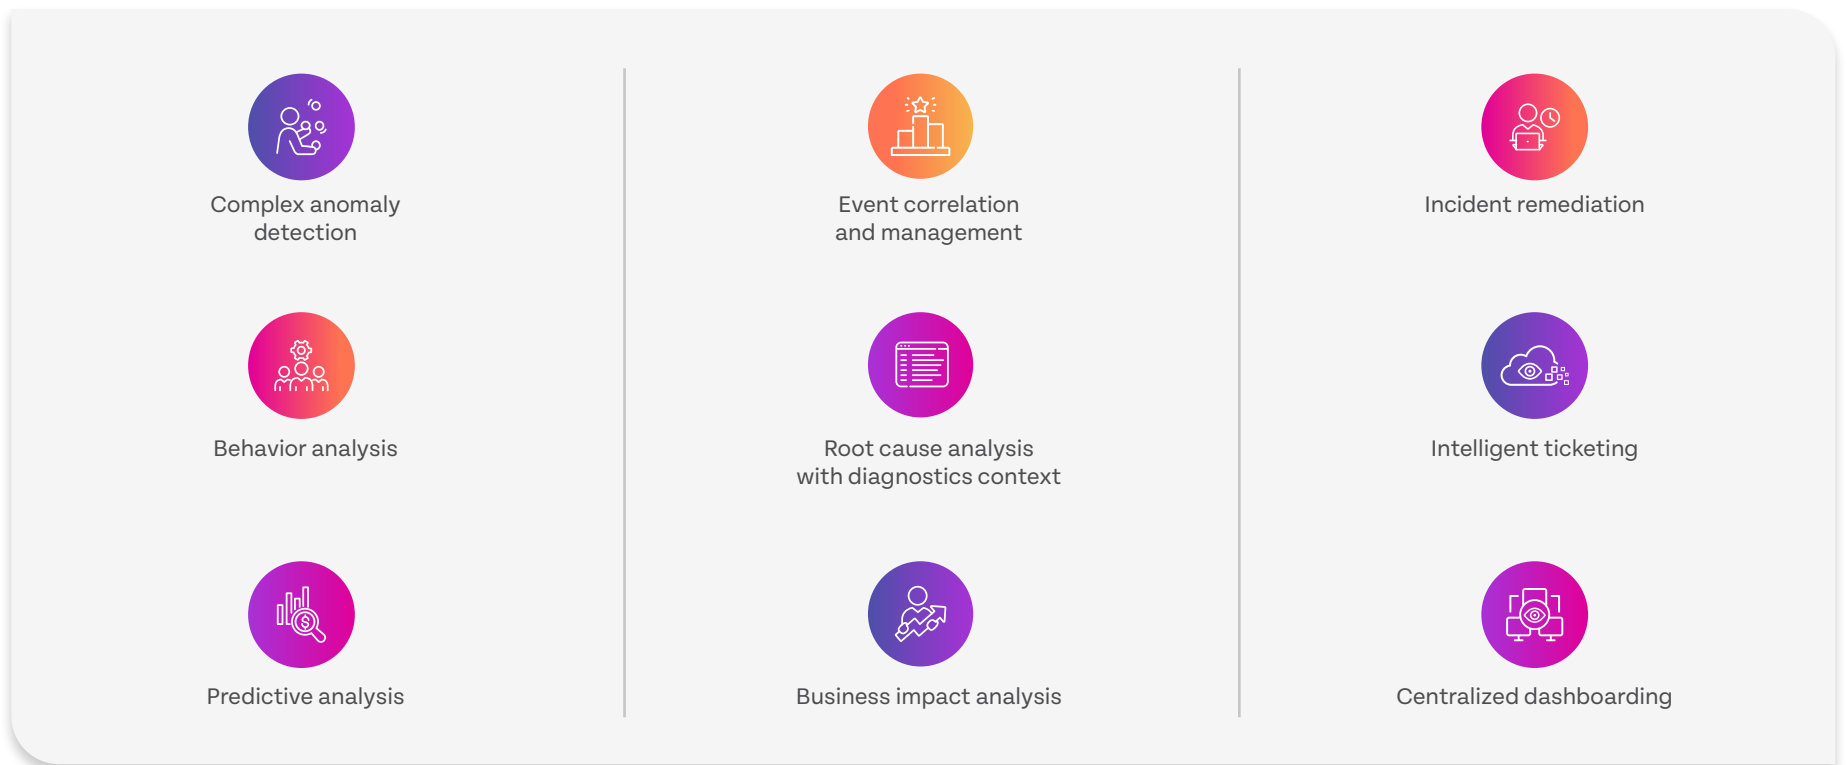 Complex anomaly
detection
Event correlation
and management
Incident remediation
Behavior analysis
Root cause analysis
with diagnostics context
Intelligent ticketing
$
Predictive analysis
Business impact analysis
Centralized dashboarding